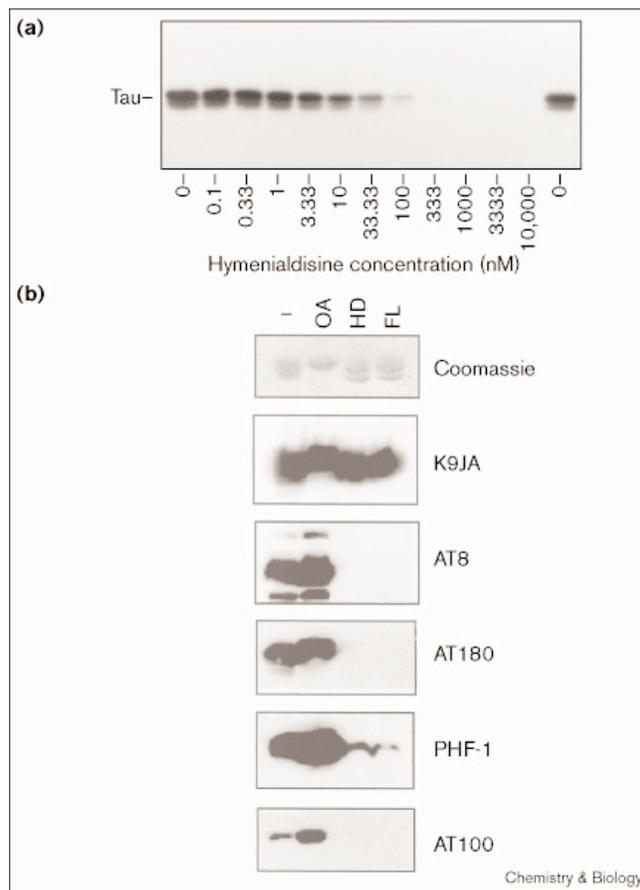 (a)
Tau–
0– 0.1– 0.33– 1– 3.33– 10– 33.33– 100– 333– 1000– 3333– 10,000– 0–
Hymenialdisine concentration (nM)
(b)
– OA HD FL
Coomassie
K9JA
AT8
AT180
PHF-1
AT100
Chemistry & Biology